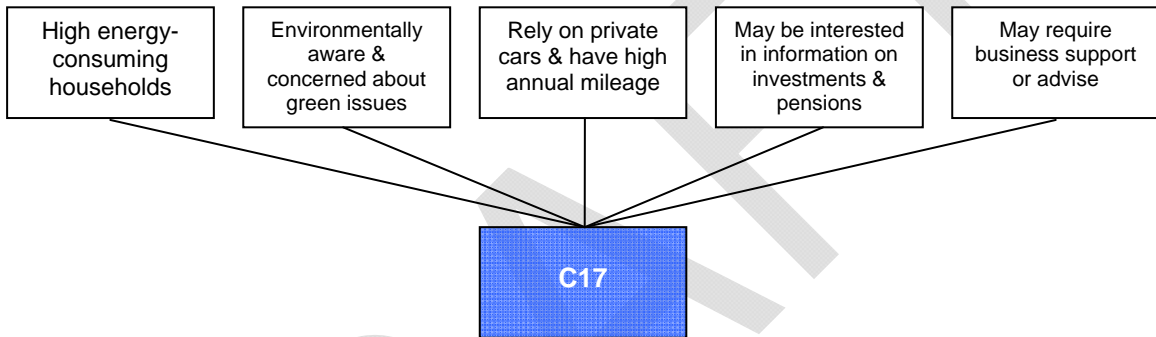 High energy-
consuming
households
Environmentally
aware &
concerned about
green issues
Rely on private
cars & have high
annual mileage
May be interested
in information on
investments &
pensions
May require
business support
or advise
C17